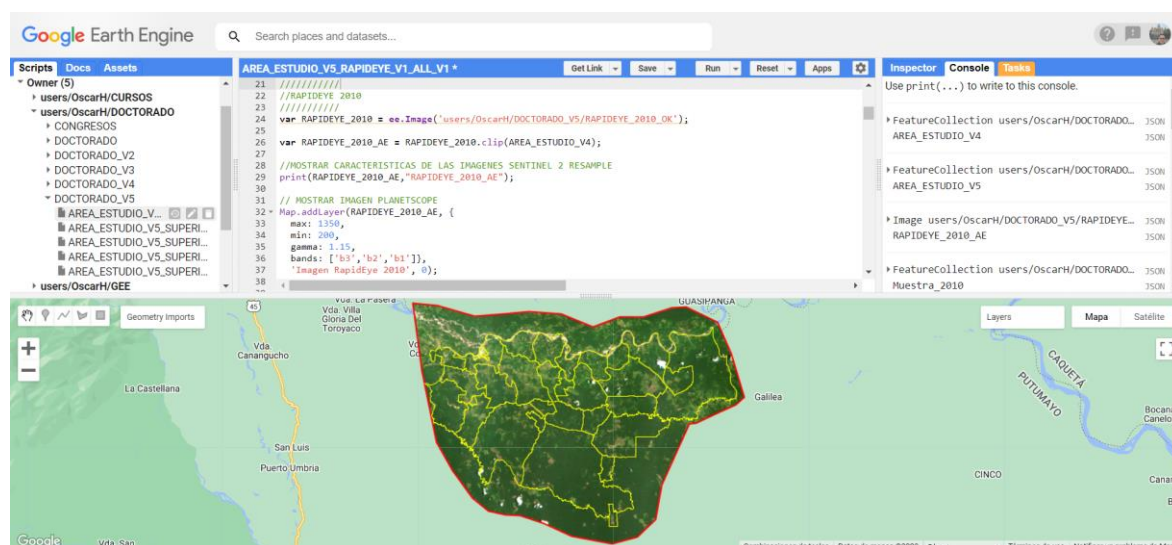 Google Earth Engine
Search places and datasets...
Scripts Docs Assets
Owner (5)
users/OscarH/CURSOS
users/OscarH/DOCTORADO
CONGRESOS
DOCTORADO
DOCTORADO_V2
DOCTORADO_V3
DOCTORADO_V4
DOCTORADO_V5
AREA_ESTUDIO_V...
AREA_ESTUDIO_V5_SUPERI...
AREA_ESTUDIO_V5_SUPERI...
AREA_ESTUDIO_V5_SUPERI...
AREA_ESTUDIO_V5_SUPERI...
users/OscarH/GEE
AREA_ESTUDIO_V5_RAPIDEYE_V1_ALL_V1 *
Get Link Save Run Reset Apps
21 ///////////
22 //RAPIDEYE 2010
23 ///////////
24 var RAPIDEYE_2010 = ee.Image('users/OscarH/DOCTORADO_V5/RAPIDEYE_2010_OK');
25
26 var RAPIDEYE_2010_AE = RAPIDEYE_2010.clip(AREA_ESTUDIO_V4);
27
28 //MOSTRAR CARACTERISTICAS DE LAS IMAGENES SENTINEL 2 RESAMPLE
29 print(RAPIDEYE_2010_AE,"RAPIDEYE_2010_AE");
30
31 // MOSTRAR IMAGEN PLANETSCOPE
32 Map.addLayer(RAPIDEYE_2010_AE, {
33 max: 1350,
34 min: 200,
35 gamma: 1.15,
36 bands: ['b3','b2','b1']},
37 'Imagen RapidEye 2010', 0);
38
Inspector Console Tasks
Use print(...) to write to this console.
FeatureCollection users/OscarH/DOCTORADO... JSON
AREA_ESTUDIO_V4 JSON
FeatureCollection users/OscarH/DOCTORADO... JSON
AREA_ESTUDIO_V5 JSON
Image users/OscarH/DOCTORADO_V5/RAPIDEYE... JSON
RAPIDEYE_2010_AE JSON
FeatureCollection users/OscarH/DOCTORADO... JSON
Muestra_2010 JSON
Geometry Imports
Layers
Mapa Satélite
45
Vda. La Pasera
Vda. Villa
Gloria Del
Toroyaco
GUASIPANGA
Vda.
Canangucho
La Castellana
Galilea
CAQUETÁ
PUTUMAYO
Bocana
Canelo
San Luis
Puerto Umbria
CINCO
Google
Vda. San